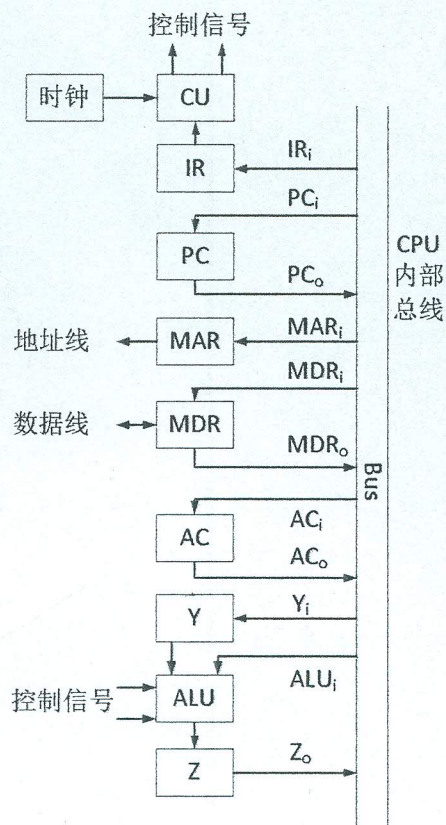 控制信号
时钟
CU
IR
IRi
PCi
PC
PCo
CPU
内部
总线
地址线
MAR
MARi
MDRi
数据线
MDR
MDRo
Bus
ACi
AC
ACo
Y
Yi
控制信号
ALU
ALUi
Z
Zo